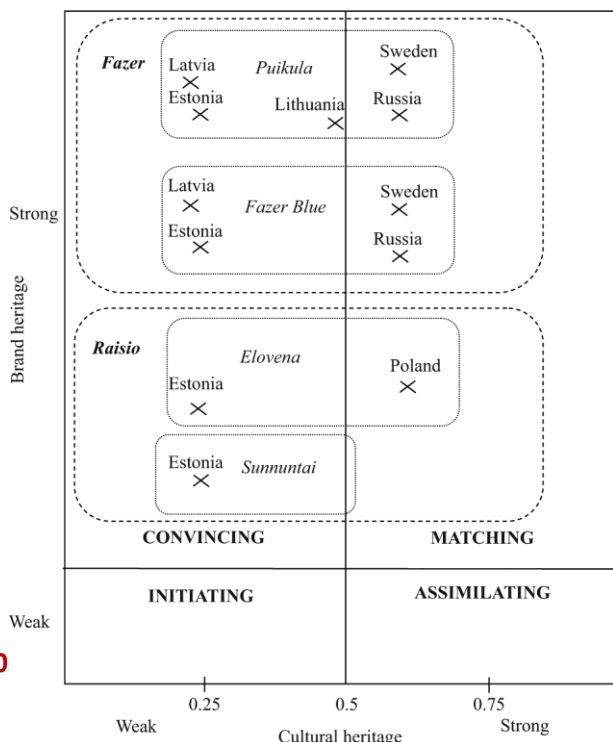 Fazer
Latvia
Puikula
Sweden
Estonia
Lithuania
Russia
Latvia
Fazer Blue
Sweden
Estonia
Russia
Strong
Brand heritage
Raisio
Elovena
Estonia
Poland
Estonia
Sunnuntai
CONVINCING
MATCHING
INITIATING
ASSIMILATING
Weak
0.25
0.5
0.75
Weak
Cultural heritage
Strong